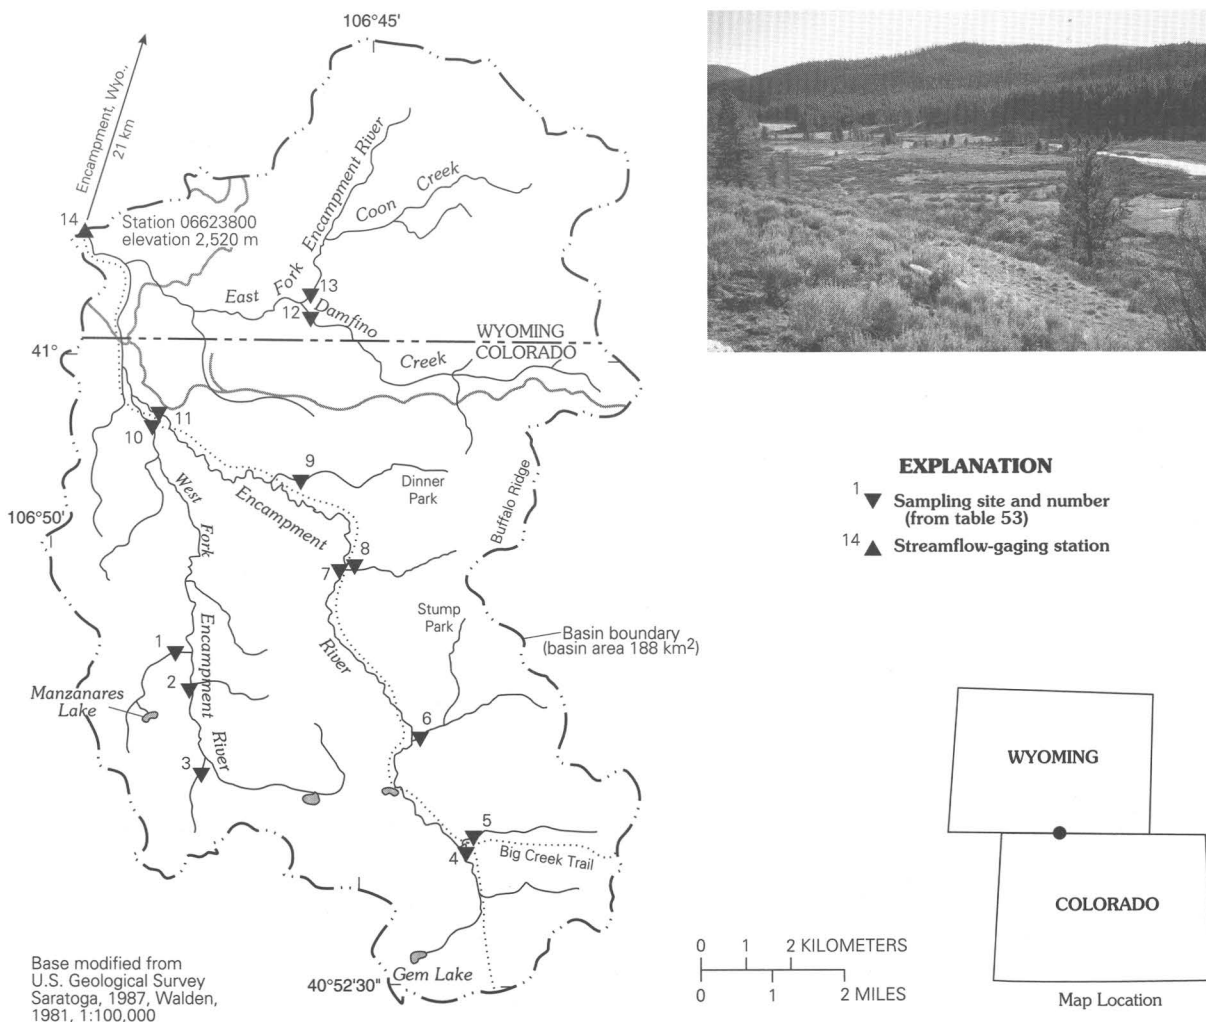 106°45'
Encampment, Wyo.,
21 km
14
Station 06623800
elevation 2,520 m
East Fork Encampment River
Coon Creek
13
12
Damfino
Creek
WYOMING
COLORADO
41°
11
10
9
Dinner
Park
Buffalo Ridge
West Fork Encampment River
Encampment
River
106°50'
8
7
Stump
Park
Basin boundary
(basin area 188 km²)
1
2
Manzanares
Lake
3
6
5
4
Big Creek Trail
Gem Lake
40°52'30"
Base modified from
U.S. Geological Survey
Saratoga, 1987, Walden,
1981, 1:100,000
EXPLANATION
1 Sampling site and number
(from table 53)
14 Streamflow-gaging station
0 1 2 KILOMETERS
0 1 2 MILES
WYOMING
COLORADO
Map Location